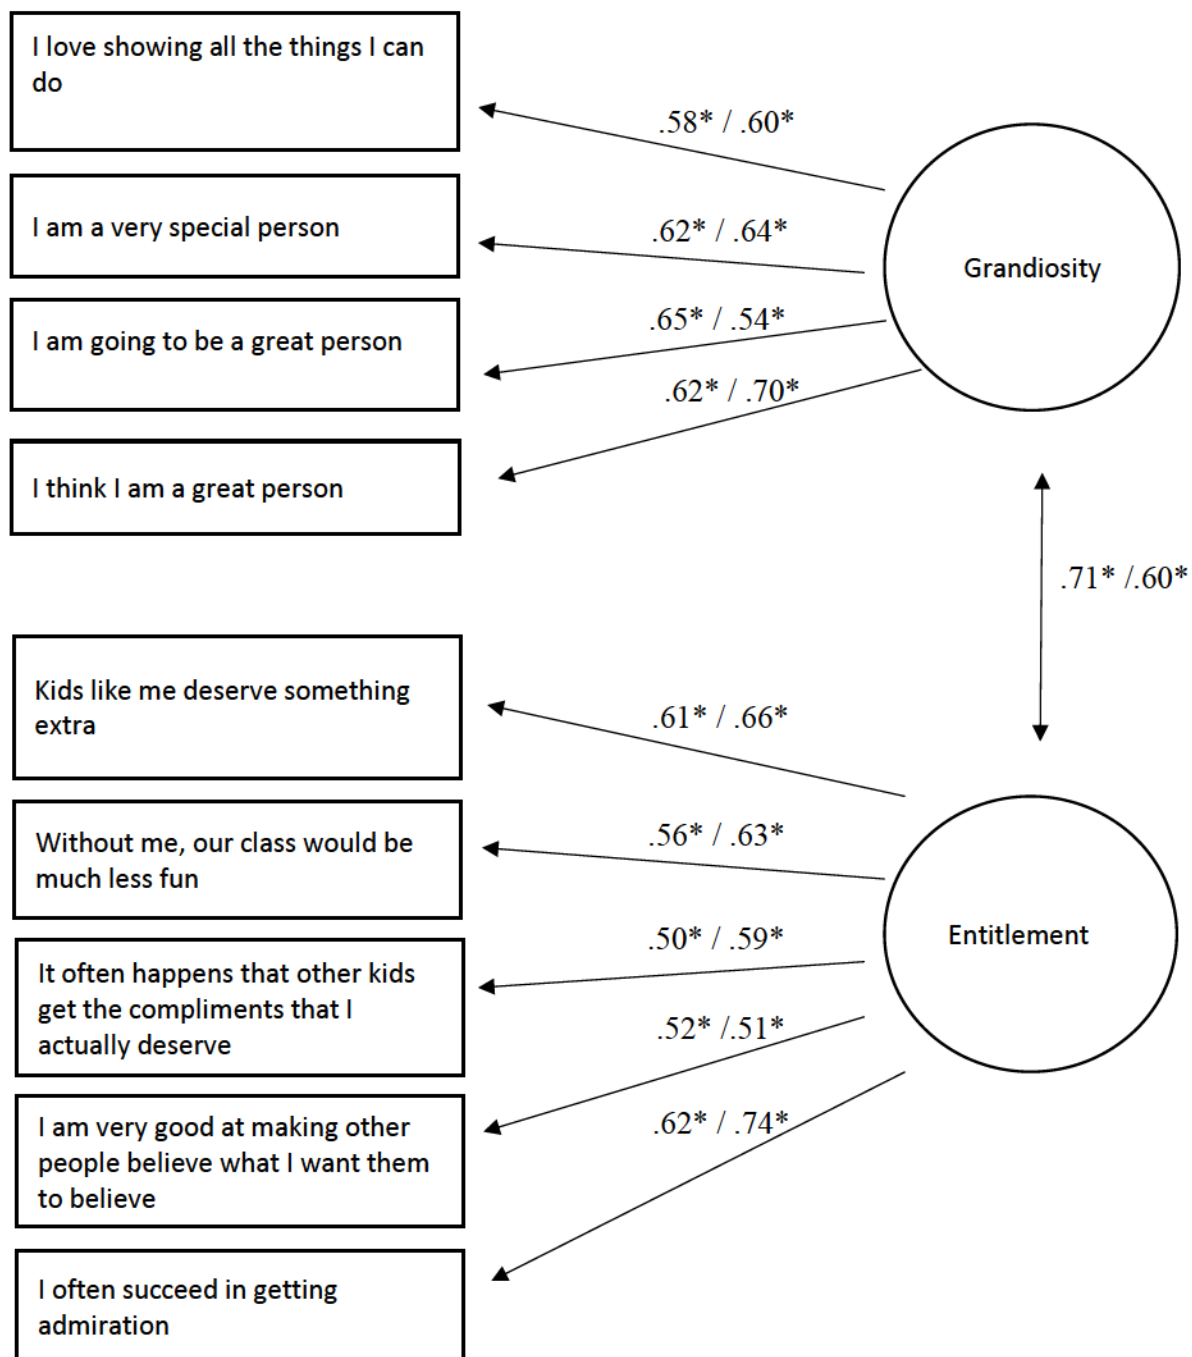 I love showing all the things I can
do
.58* / .60*
I am a very special person
.62* / .64*
Grandiosity
I am going to be a great person
.65* / .54*
.62* / .70*
I think I am a great person
.71* /.60*
Kids like me deserve something
extra
.61* / .66*
Without me, our class would be
much less fun
.56* / .63*
Entitlement
It often happens that other kids
get the compliments that I
actually deserve
.50* / .59*
.52* /.51*
I am very good at making other
people believe what I want them
to believe
.62* / .74*
I often succeed in getting
admiration